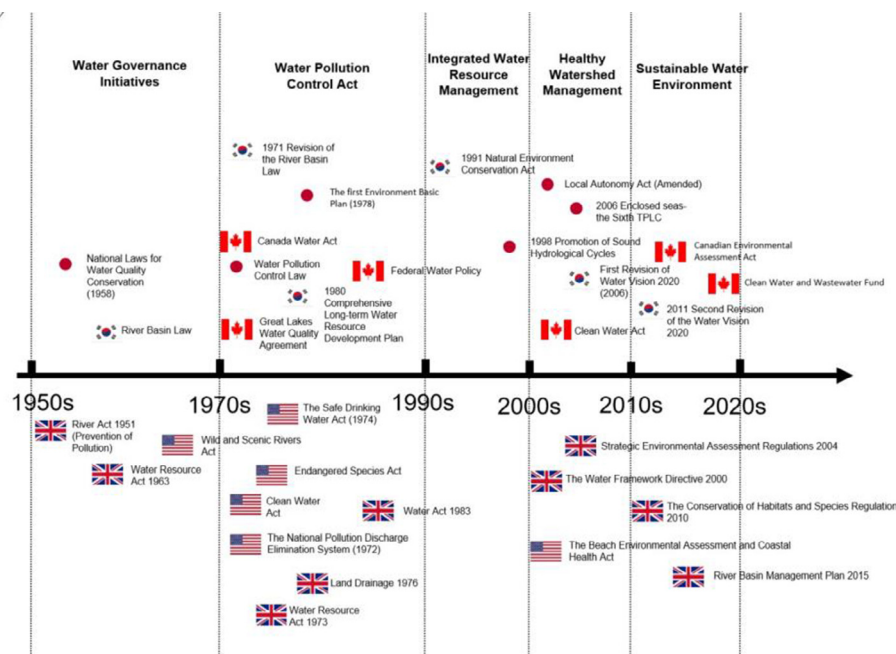 Water Governance
Initiatives
Water Pollution
Control Act
Integrated Water
Resource
Management
Healthy
Watershed
Management
Sustainable Water
Environment
1971 Revision of
the River Basin
Law
1991 Natural Environment
Conservation Act
The first Environment Basic
Plan (1978)
Local Autonomy Act (Amended)
2006 Enclosed seas-
the Sixth TPLC
Canada Water Act
1998 Promotion of Sound
Hydrological Cycles
Canadian Environmental
Assessment Act
National Laws for
Water Quality
Conservation
(1958)
Water Pollution
Control Law
Federal Water Policy
First Revision of
Water Vision 2020
(2006)
Clean Water and Wastewater Fund
1980
Comprehensive
Long-term Water
Resource
Development Plan
2011 Second Revision
of the Water Vision
2020
River Basin Law
Great Lakes
Water Quality
Agreement
Clean Water Act
1950s
1970s
1990s
2000s
2010s
2020s
River Act 1951
(Prevention of
Pollution)
The Safe Drinking
Water Act (1974)
Wild and Scenic Rivers
Act
Strategic Environmental Assessment Regulations 2004
Water Resource
Act 1963
Endangered Species Act
The Water Framework Directive 2000
Clean Water
Act
Water Act 1983
The Conservation of Habitats and Species Regulation
2010
The National Pollution Discharge
Elimination System (1972)
The Beach Environmental Assessment and Coastal
Health Act
Land Drainage 1976
River Basin Management Plan 2015
Water Resource
Act 1973